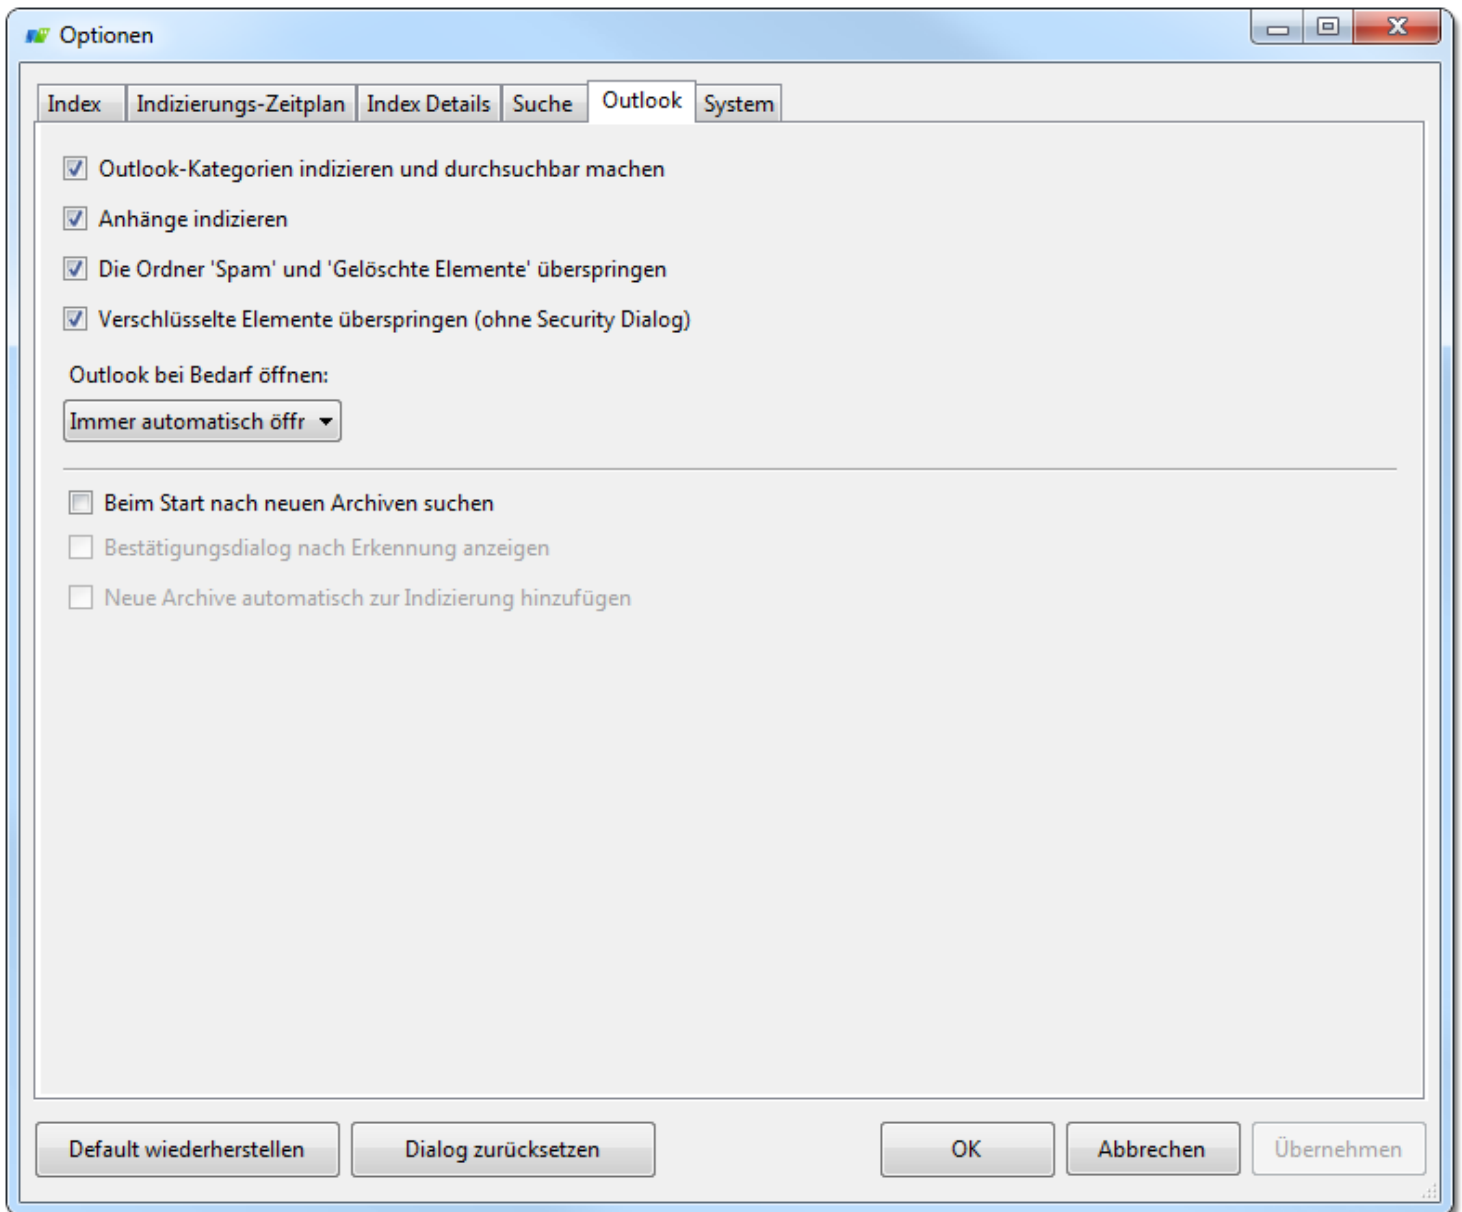 Optionen
Index Indizierungs-Zeitplan Index Details Suche Outlook System
Outlook-Kategorien indizieren und durchsuchbar machen
Anhänge indizieren
Die Ordner 'Spam' und 'Gelöschte Elemente' überspringen
Verschlüsselte Elemente überspringen (ohne Security Dialog)
Outlook bei Bedarf öffnen:
Immer automatisch öffr
Beim Start nach neuen Archiven suchen
Bestätigungsdialog nach Erkennung anzeigen
Neue Archive automatisch zur Indizierung hinzufügen
Default wiederherstellen Dialog zurücksetzen OK Abbrechen Übernehmen